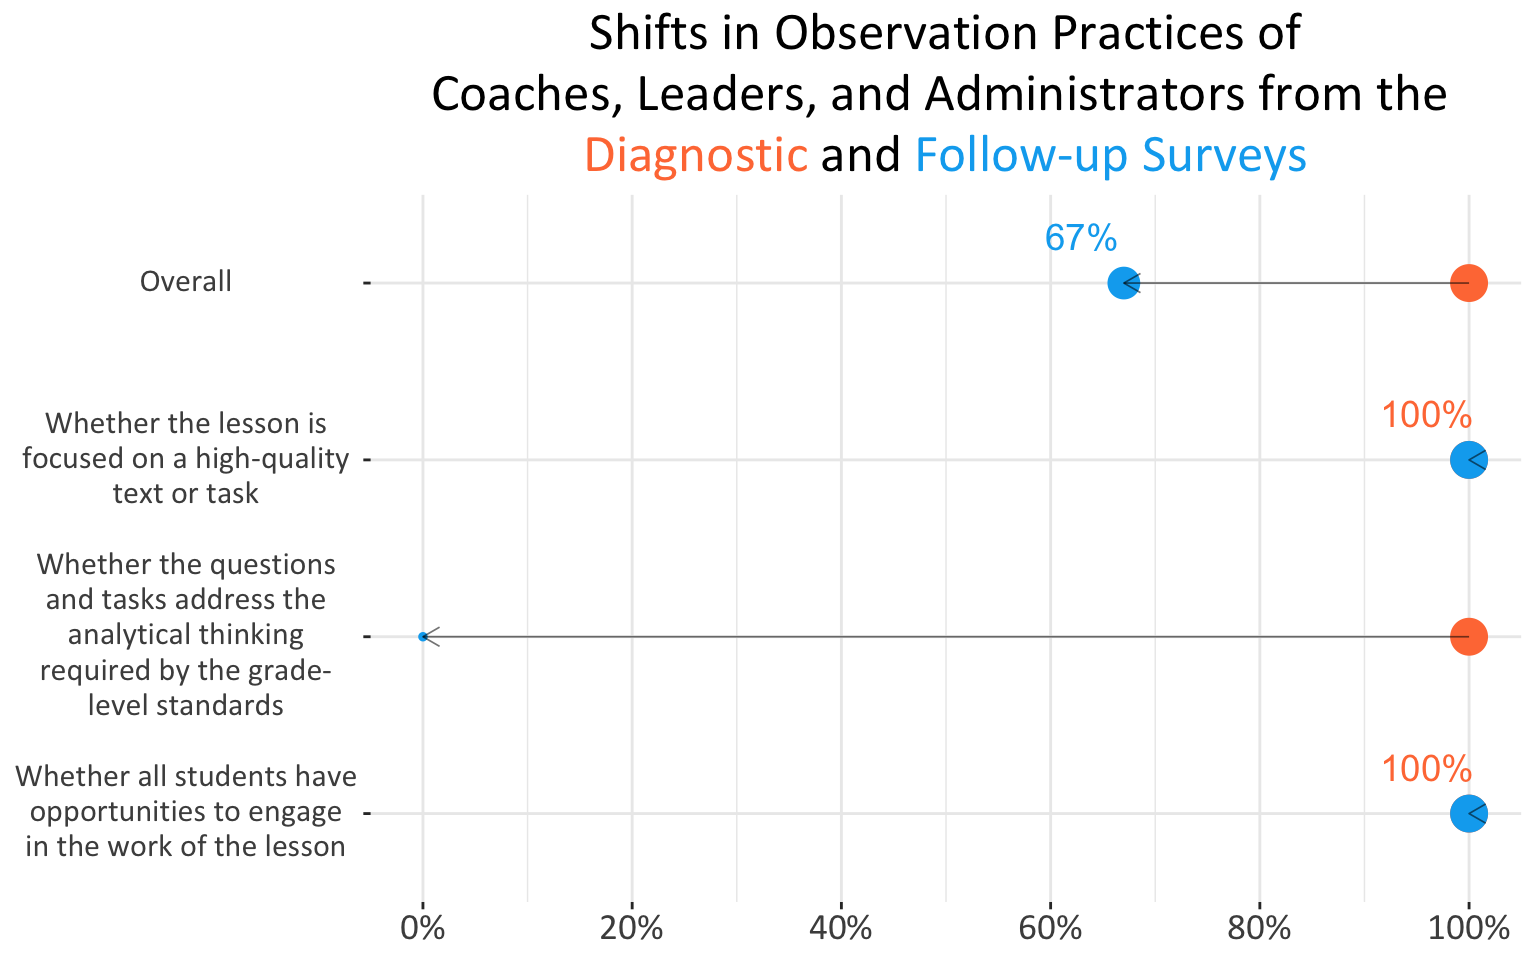 Shifts in Observation Practices of
Coaches, Leaders, and Administrators from the
Diagnostic and Follow-up Surveys
67%
Overall
100%
Whether the lesson is
focused on a high-quality
text or task
Whether the questions
and tasks address the
analytical thinking
required by the grade-
level standards
100%
Whether all students have
opportunities to engage
in the work of the lesson
0% 20% 40% 60% 80% 100%